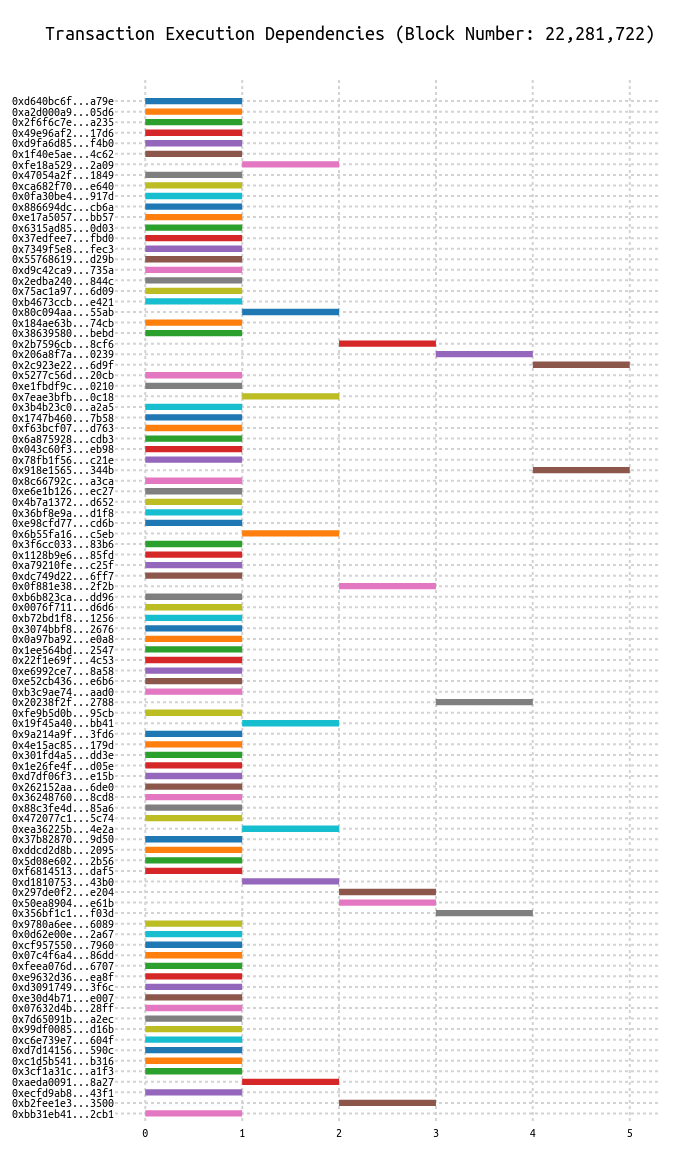 Transaction Execution Dependencies (Block Number: 22,281,722)
0xd640bc6f...a79e
0xa2d000a9...05d6
0x2f6f6c7e...a235
0x49e96af2...17d6
0xd9fa6d85...f4b0
0x1f40e5ae...4c62
0xfe18a529...2a09
0x47054a2f...1849
0xca682f70...e640
0x0fa30be4...917d
0x886694dc...cb6a
0xe17a5057...bb57
0x6315ad85...0d03
0x37edfee7...fbd0
0x7349f5e8...fec3
0x55768619...d29b
0xd9c42ca9...735a
0x2edba240...844c
0x75ac1a97...6d09
0xb4673ccb...e421
0x80c094aa...55ab
0x184ae63b...74cb
0x38639580...bebd
0x2b7596cb...8cf6
0x206a8f7a...0239
0x2c923e22...6d9f
0x5277c56d...20cb
0xe1fbdf9c...0210
0x7eae3bfb...0c18
0x3b4b23c0...a2a5
0x1747b460...7b58
0xf63bcf07...d763
0x6a875928...cdb3
0x043c60f3...eb98
0x78fb1f56...c21e
0x918e1565...344b
0x8c66792c...a3ca
0xe6e1b126...ec27
0x4b7a1372...d652
0x36bf8e9a...d1f8
0xe98cfd77...cd6b
0x6b55fa16...c5eb
0x3f6cc033...83b6
0x1128b9e6...85fd
0xa79210fe...c25f
0xdc749d22...6ff7
0x0f881e38...2f2b
0xb6b823ca...dd96
0x0076f711...d6d6
0xb72bd1f8...1256
0x3074bbf8...2676
0x0a97ba92...e0a8
0x1ee564bd...2547
0x22f1e69f...4c53
0xe6992ce7...8a58
0xe52cb436...e6b6
0xb3c9ae74...aad0
0x20238f2f...2788
0xfe9b5d0b...95cb
0x19f45a40...bb41
0x9a214a9f...3fd6
0x4e15ac85...179d
0x301fd4a5...dd3e
0x1e26fe4f...d05e
0xd7df06f3...e15b
0x262152aa...6de0
0x36248760...8cd8
0x88c3fe4d...85a6
0x472077c1...5c74
0xea36225b...4e2a
0x37b82870...9d50
0xddcd2d8b...2095
0x5d08e602...2b56
0xf6814513...daf5
0xd1810753...43b0
0x297de0f2...e204
0x50ea8904...e61b
0x356bf1c1...f03d
0x9780a6ee...6089
0x0d62e00e...2a67
0xcf957550...7960
0x07c4f6a4...86dd
0xfeea076d...6707
0xe9632d36...ea8f
0xd3091749...3f6c
0xe30d4b71...e007
0x07632d4b...28ff
0x7d65091b...a2ec
0x99df0085...d16b
0xc6e739e7...604f
0xd7d14156...590c
0xc1d5b541...b316
0x3cf1a31c...a1f3
0xaeda0091...8a27
0xecfd9ab8...43f1
0xb2fee1e3...3500
0xbb31eb41...2cb1
0 1 2 3 4 5